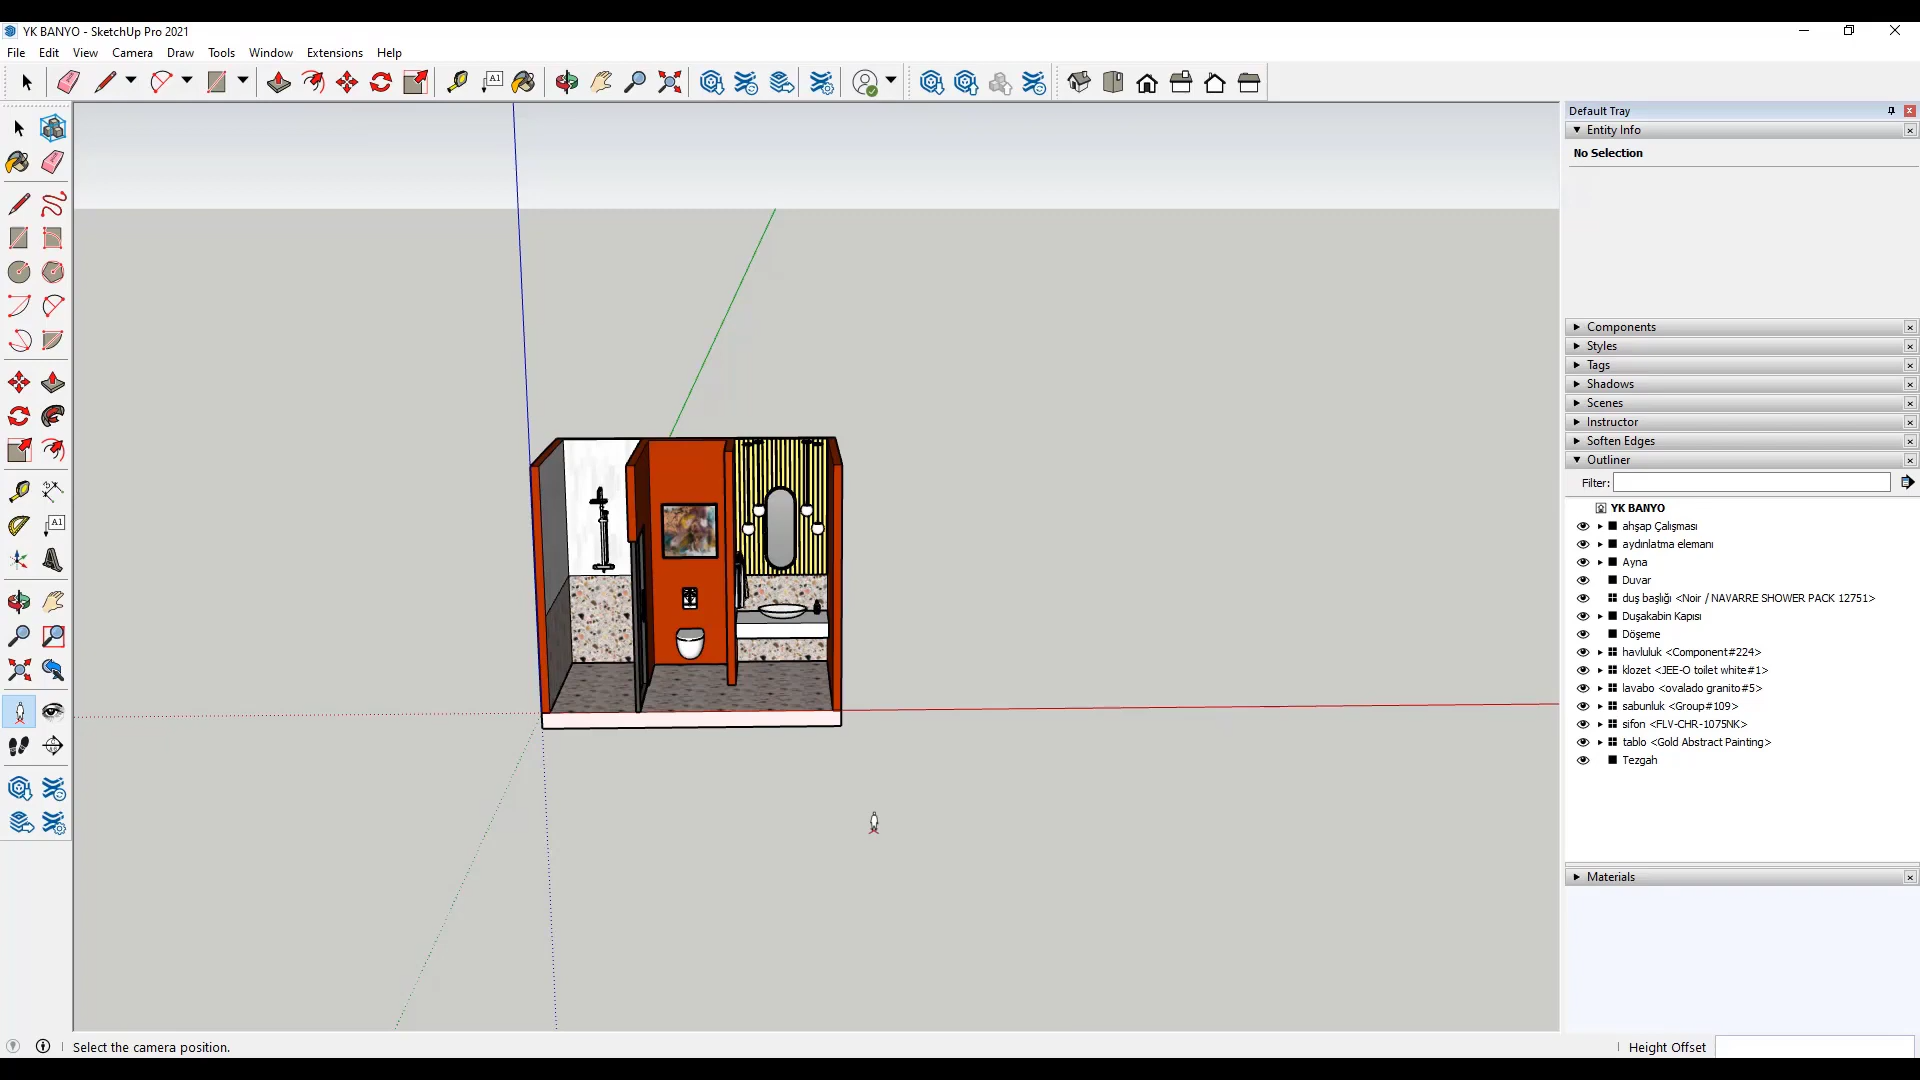 YK BANYO - SketchUp Pro 2021
File Edit View Camera Draw Tools Window Extensions Help
A1
Default Tray
Entity Info
No Selection
A1
Components
Styles
Tags
Shadows
Scenes
Instructor
Soften Edges
Outliner
Filter:
YK BANYO
ahşap Çalışması
aydınlatma elemanı
Ayna
Duvar
duş başlığı <Noir / NAVARRE SHOWER PACK 12751>
Duşakabin Kapısı
Döşeme
havluluk <Component#224>
klozet <JEE-O toilet white#1>
lavabo <ovalado granito#5>
sabunluk <Group#109>
sifon <FLV-CHR-1075NK>
tablo <Gold Abstract Painting>
Tezgah
Materials
Select the camera position.
Height Offset